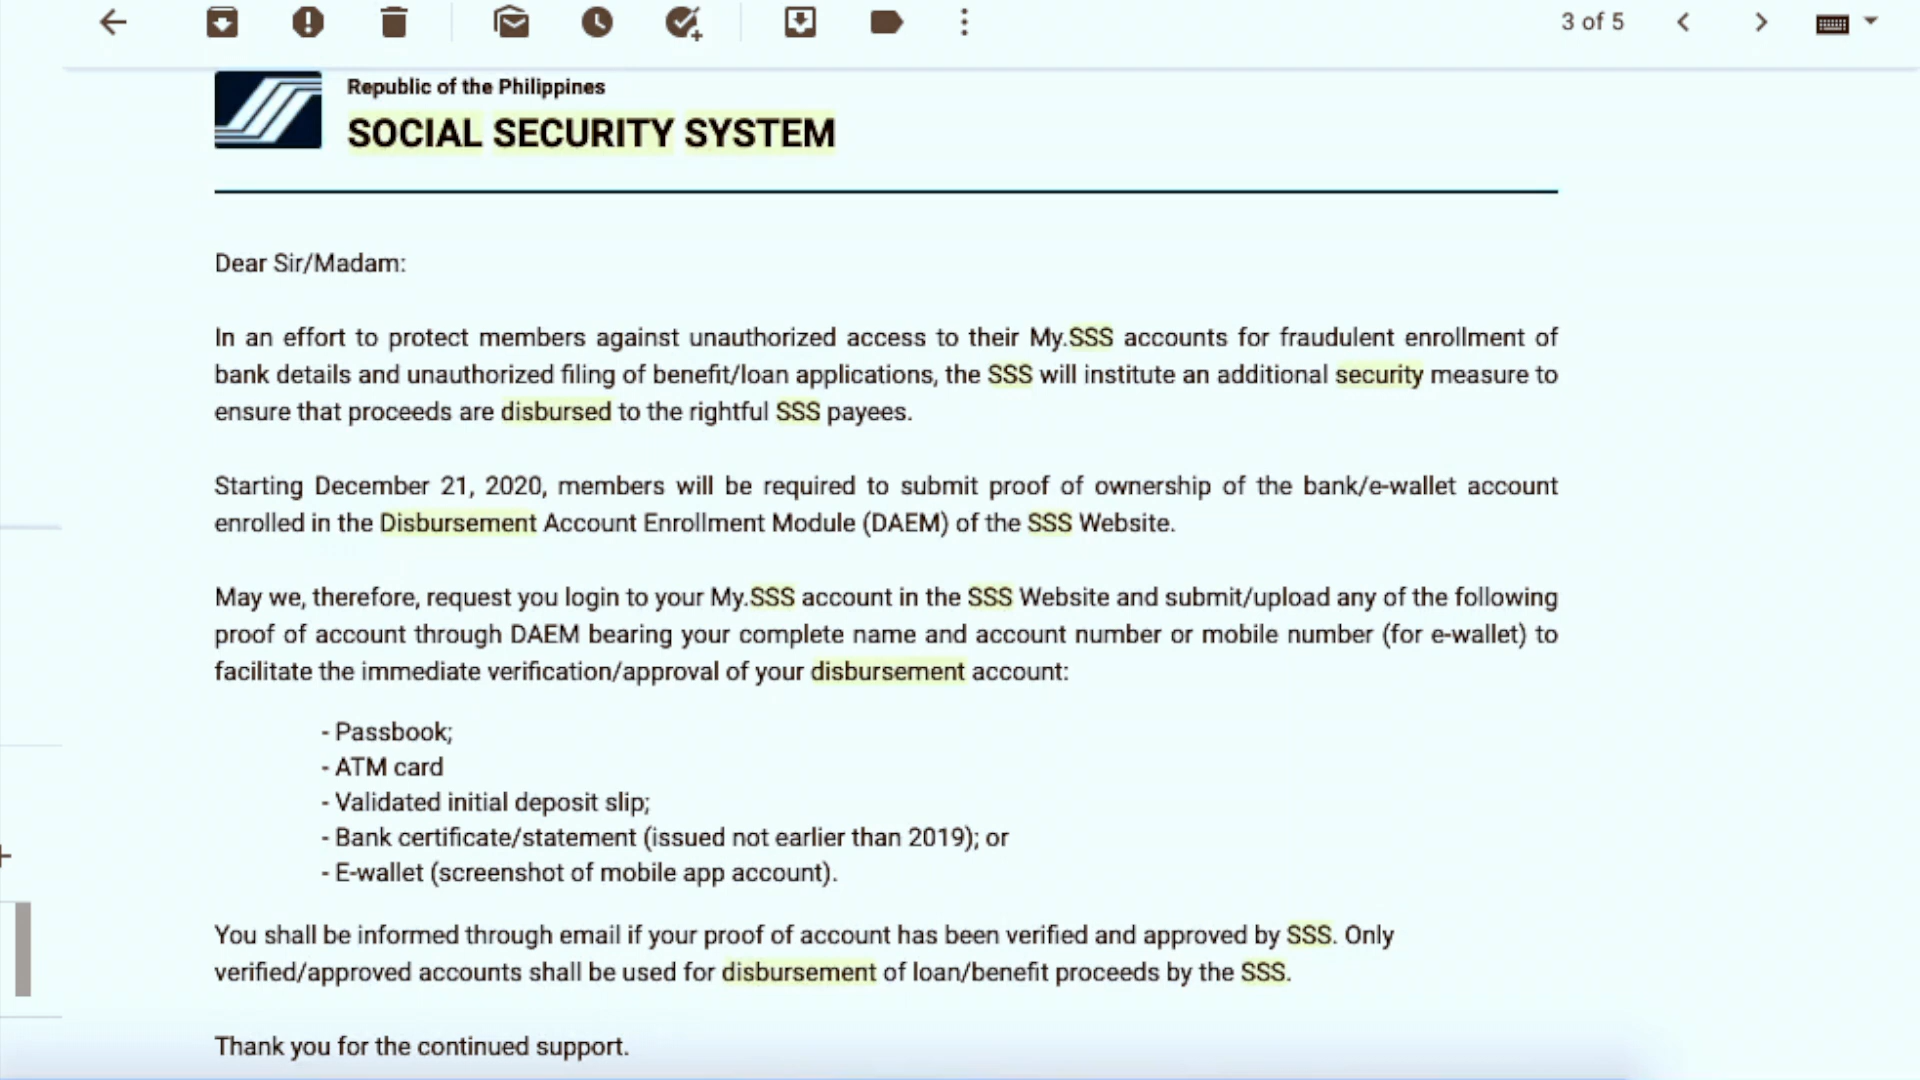 3 of 5
Republic of the Philippines
SOCIAL SECURITY SYSTEM
Dear Sir/Madam:
In an effort to protect members against unauthorized access to their My.SSS accounts for fraudulent enrollment of
bank details and unauthorized filing of benefit/loan applications, the SSS will institute an additional security measure to
ensure that proceeds are disbursed to the rightful SSS payees.
Starting December 21, 2020, members will be required to submit proof of ownership of the bank/e-wallet account
enrolled in the Disbursement Account Enrollment Module (DAEM) of the SSS Website.
May we, therefore, request you login to your My.SSS account in the SSS Website and submit/upload any of the following
proof of account through DAEM bearing your complete name and account number or mobile number (for e-wallet) to
facilitate the immediate verification/approval of your disbursement account:
- Passbook;
- ATM card
- Validated initial deposit slip;
- Bank certificate/statement (issued not earlier than 2019); or
- E-wallet (screenshot of mobile app account).
You shall be informed through email if your proof of account has been verified and approved by SSS. Only
verified/approved accounts shall be used for disbursement of loan/benefit proceeds by the SSS.
Thank you for the continued support.